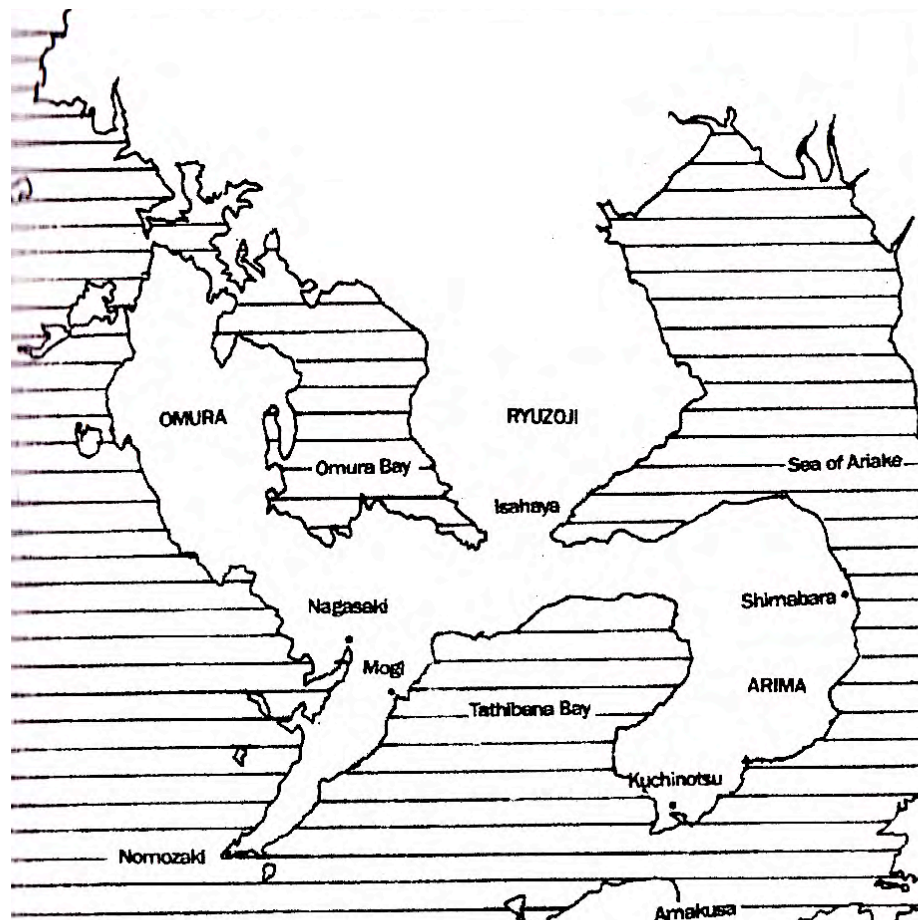 OMURA
RYUZOJI
Omura Bay
Sea of Ariake
Isahaya
Nagasaki
Shimabara
Mogi
ARIMA
Tathibana Bay
Kuchinotsu
Nomozaki
Amakusa